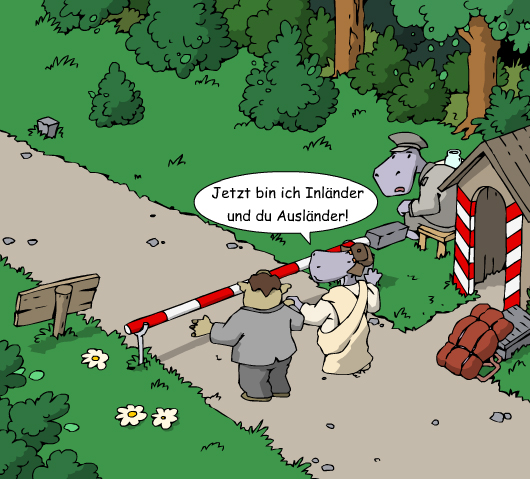 Jetzt bin ich Inländer
und du Ausländer!